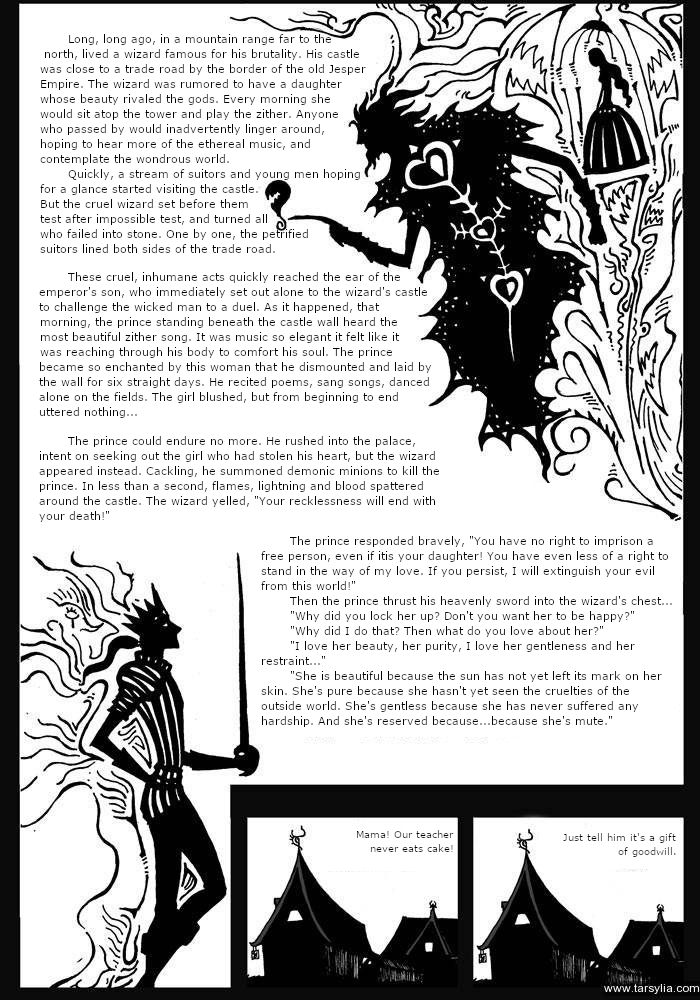 Long, long ago, in a mountain range far to the
north, lived a wizard famous for his brutality. His castle
was close to a trade road by the border of the old Jesper
Empire. The wizard was rumored to have a daughter
whose beauty rivaled the gods. Every morning she
would sit atop the tower and play the zither. Anyone
who passed by would inadvertently linger around,
hoping to hear more of the ethereal music, and
contemplate the wondrous world.
Quickly, a stream of suitors and young men hoping
for a glance started visiting the castle.
But the cruel wizard set before them
test after impossible test, and turned all
who failed into stone. One by one, the petrified
suitors lined both sides of the trade road.
These cruel, inhumane acts quickly reached the ear of the
emperor's son, who immediately set out alone to the wizard's castle
to challenge the wicked man to a duel. As it happened, that
morning, the prince standing beneath the castle wall heard the
most beautiful zither song. It was music so elegant it felt like it
was reaching through his body to comfort his soul. The prince
became so enchanted by this woman that he dismounted and laid by
the wall for six straight days. He recited poems, sang songs, danced
alone on the fields. The girl blushed, but from beginning to end
uttered nothing...
The prince could endure no more. He rushed into the palace,
intent on seeking out the girl who had stolen his heart, but the wizard
appeared instead. Cackling, he summoned demonic minions to kill the
prince. In less than a second, flames, lightning and blood spattered
around the castle. The wizard yelled, "Your recklessness will end with
your death!"
The prince responded bravely, "You have no right to imprison a
free person, even if itis your daughter! You have even less of a right to
stand in the way of my love. If you persist, I will extinguish your evil
from this world!"
Then the prince thrust his heavenly sword into the wizard's chest...
"Why did you lock her up? Don't you want her to be happy?"
"Why did I do that? Then what do you love about her?"
"I love her beauty, her purity, I love her gentleness and her
restraint..."
"She is beautiful because the sun has not yet left its mark on her
skin. She's pure because she hasn't yet seen the cruelties of the
outside world. She's gentless because she has never suffered any
hardship. And she's reserved because...because she's mute."
Mama! Our teacher
never eats cake!
Just tell him it's a gift
of goodwill.
www.tarsylia.com